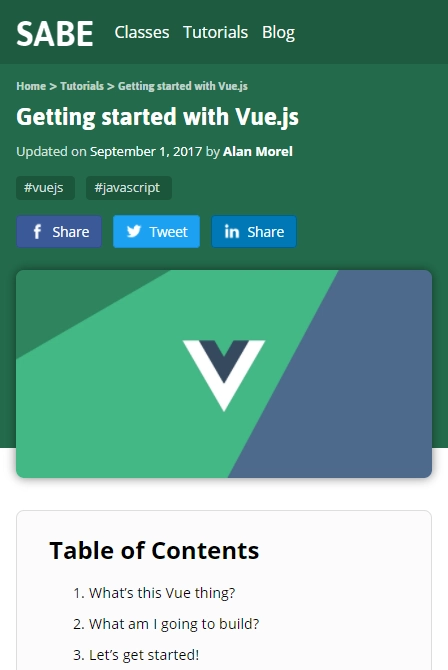 SABE Classes Tutorials Blog
Home > Tutorials > Getting started with Vue.js
Getting started with Vue.js
Updated on September 1, 2017 by Alan Morel
#vuejs #javascript
f Share Tweet in Share
Table of Contents
1. What’s this Vue thing?
2. What am I going to build?
3. Let’s get started!